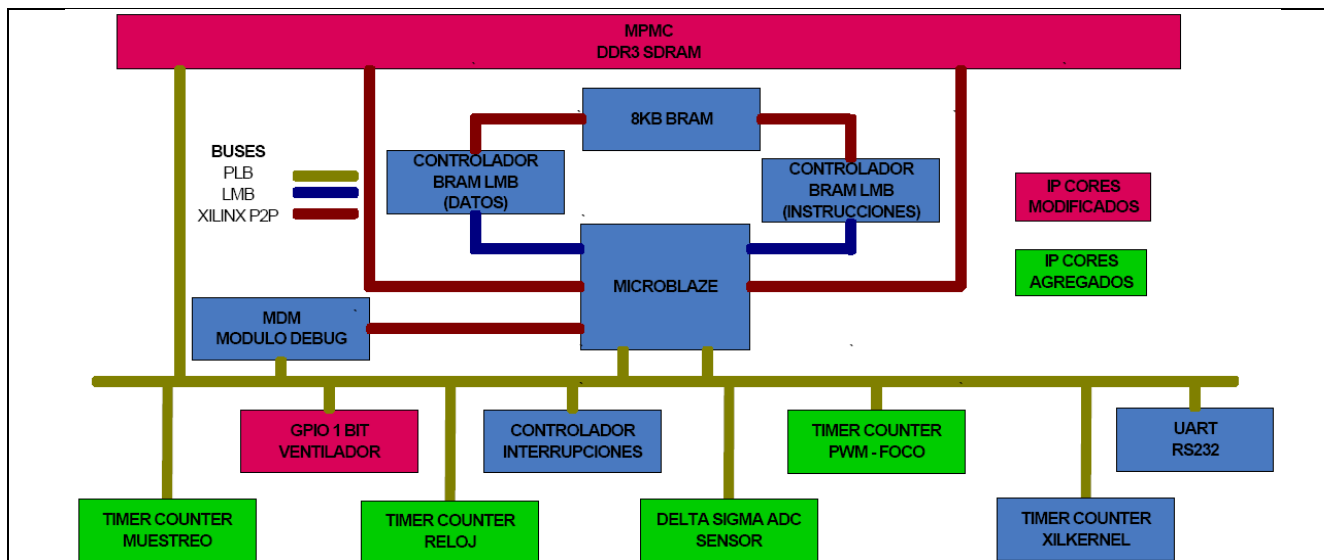 MPMC
DDR3 SDRAM
8KB BRAM
BUSES
PLB
LMB
XILINX P2P
CONTROLADOR
BRAM LMB
(DATOS)
CONTROLADOR
BRAM LMB
(INSTRUCCIONES)
IP CORES
MODIFICADOS
IP CORES
AGREGADOS
MICROBLAZE
MDM
MODULO DEBUG
GPIO 1 BIT
VENTILADOR
CONTROLADOR
INTERRUPCIONES
TIMER COUNTER
PWM - FOCO
UART
RS232
TIMER COUNTER
MUESTREO
TIMER COUNTER
RELOJ
DELTA SIGMA ADC
SENSOR
TIMER COUNTER
XILKERNEL